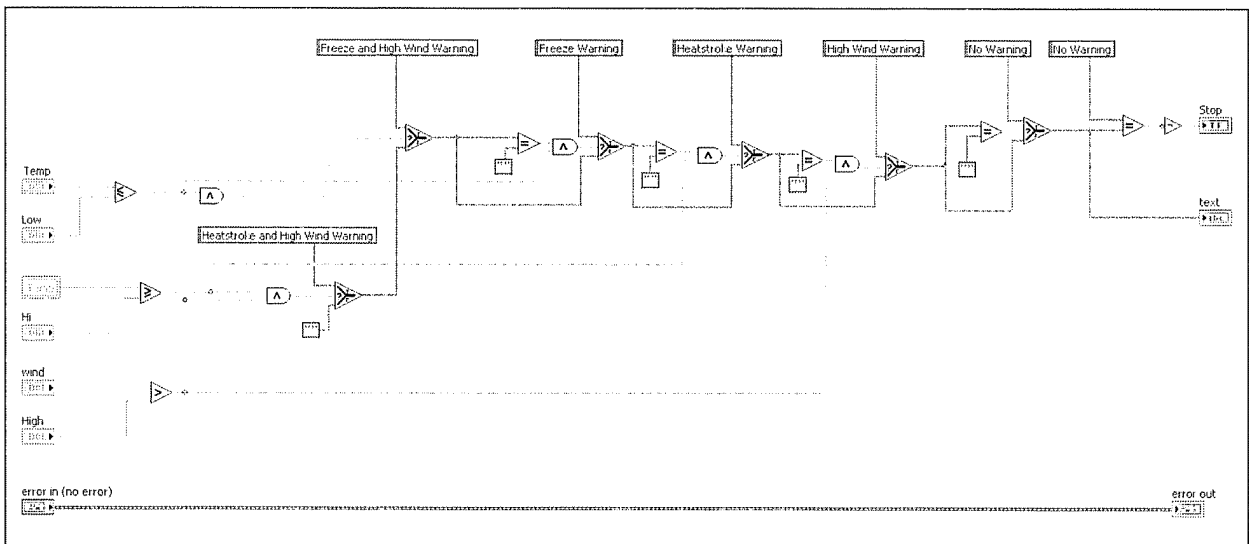 Freeze and High Wind Warning
Freeze Warning
Heatstroke Warning
High Wind Warning
No Warning
No Warning
Stop
TF
Temp
Low
text
Heatstroke and High Wind Warning
Hi
wind
High
error in (no error)
error out